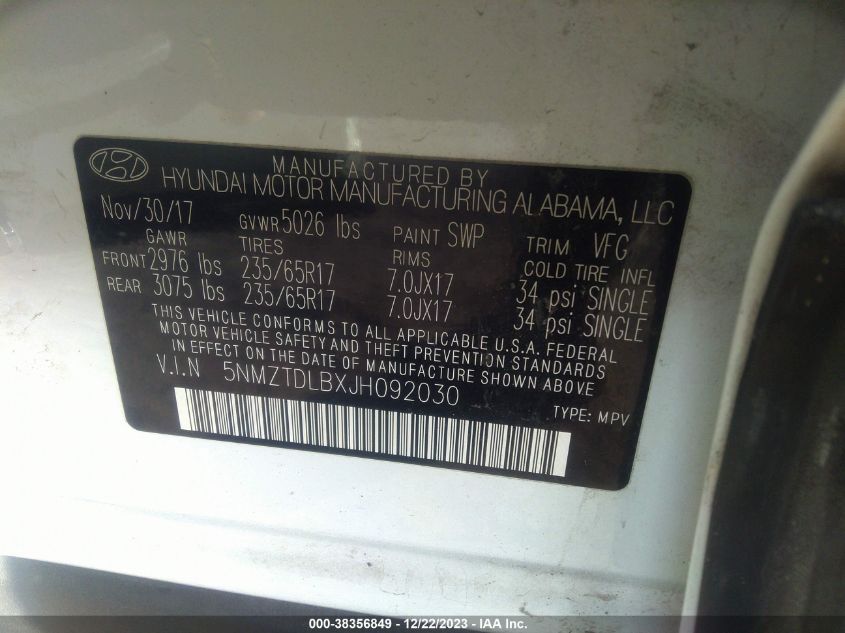 MANUFACTURED BY
HYUNDAI MOTOR MANUFACTURING ALABAMA, LLC
Nov/30/17 GVWR 5026 lbs PAINT SWP TRIM VFG
GAWR TIRES RIMS COLD TIRE INFL
FRONT 2976 lbs 235/65R17 7.0JX17 34 psi SINGLE
REAR 3075 lbs 235/65R17 7.0JX17 34 psi SINGLE
THIS VEHICLE CONFORMS TO ALL APPLICABLE U.S.A. FEDERAL
MOTOR VEHICLE SAFETY AND THEFT PREVENTION STANDARDS
IN EFFECT ON THE DATE OF MANUFACTURE SHOWN ABOVE.
V.I.N 5NMZTDLBXJH092030
TYPE: MPV
000-38356849 - 12/22/2023 - IAA Inc.